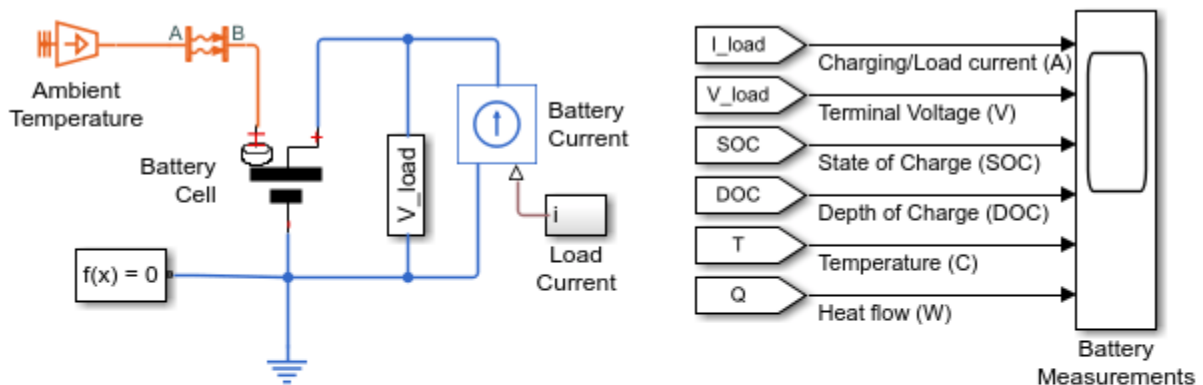 A
B
Ambient
Temperature
Battery
Cell
V_load
Battery
Current
i
Load
Current
f(x) = 0
I_load
Charging/Load current (A)
V_load
Terminal Voltage (V)
SOC
State of Charge (SOC)
DOC
Depth of Charge (DOC)
T
Temperature (C)
Q
Heat flow (W)
Battery
Measurements